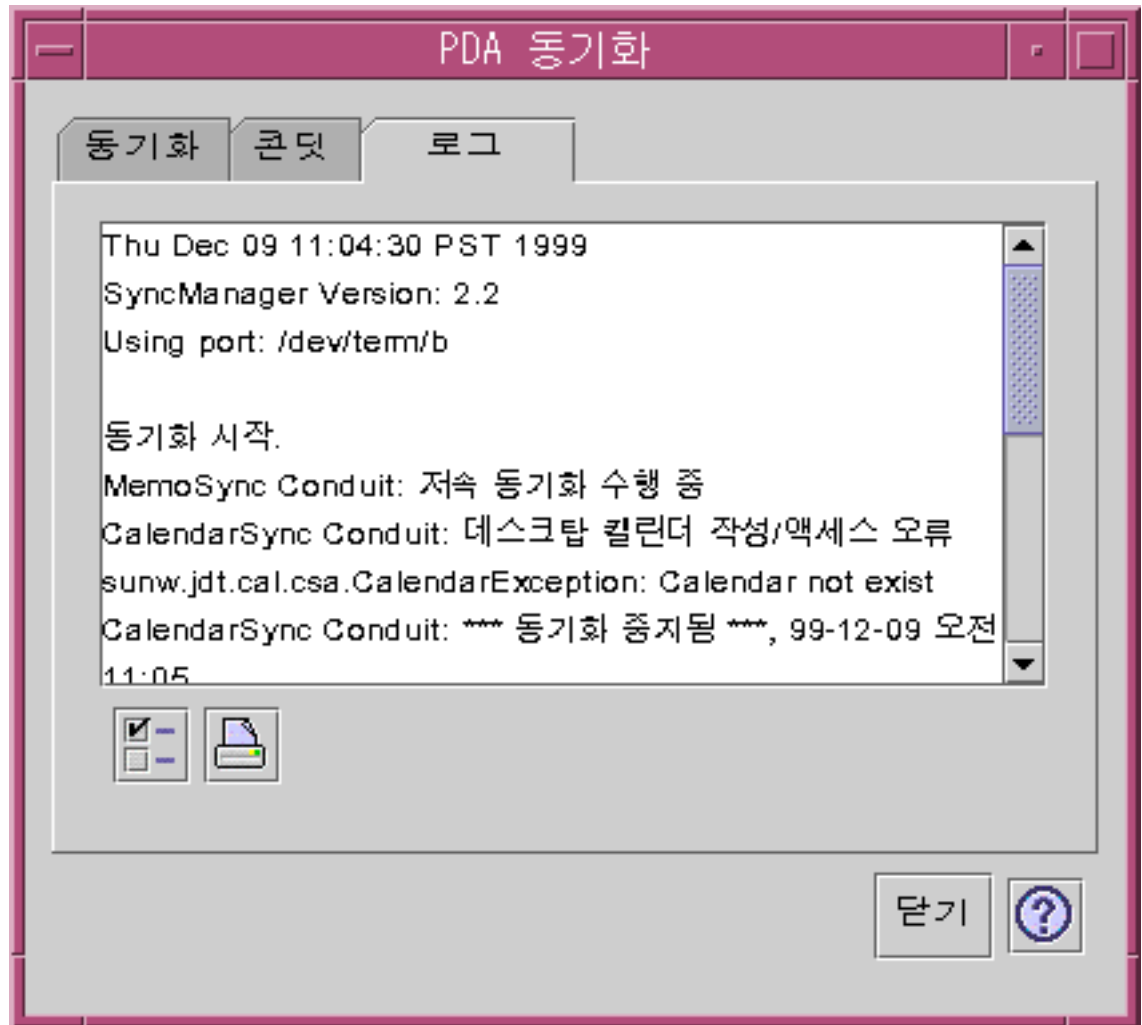 PDA 동기화
동기화 콘딧 로그
Thu Dec 09 11:04:30 PST 1999
SyncManager Version: 2.2
Using port: /dev/term/b
동기화 시작.
MemoSync Conduit: 저속 동기화 수행 중
CalendarSync Conduit: 데스크탑 캘린더 작성/액세스 오류
sunw.jdt.cal.csa.CalendarException: Calendar not exist
CalendarSync Conduit: *** 동기화 중지됨 ***, 99-12-09 오전
11:05
닫기